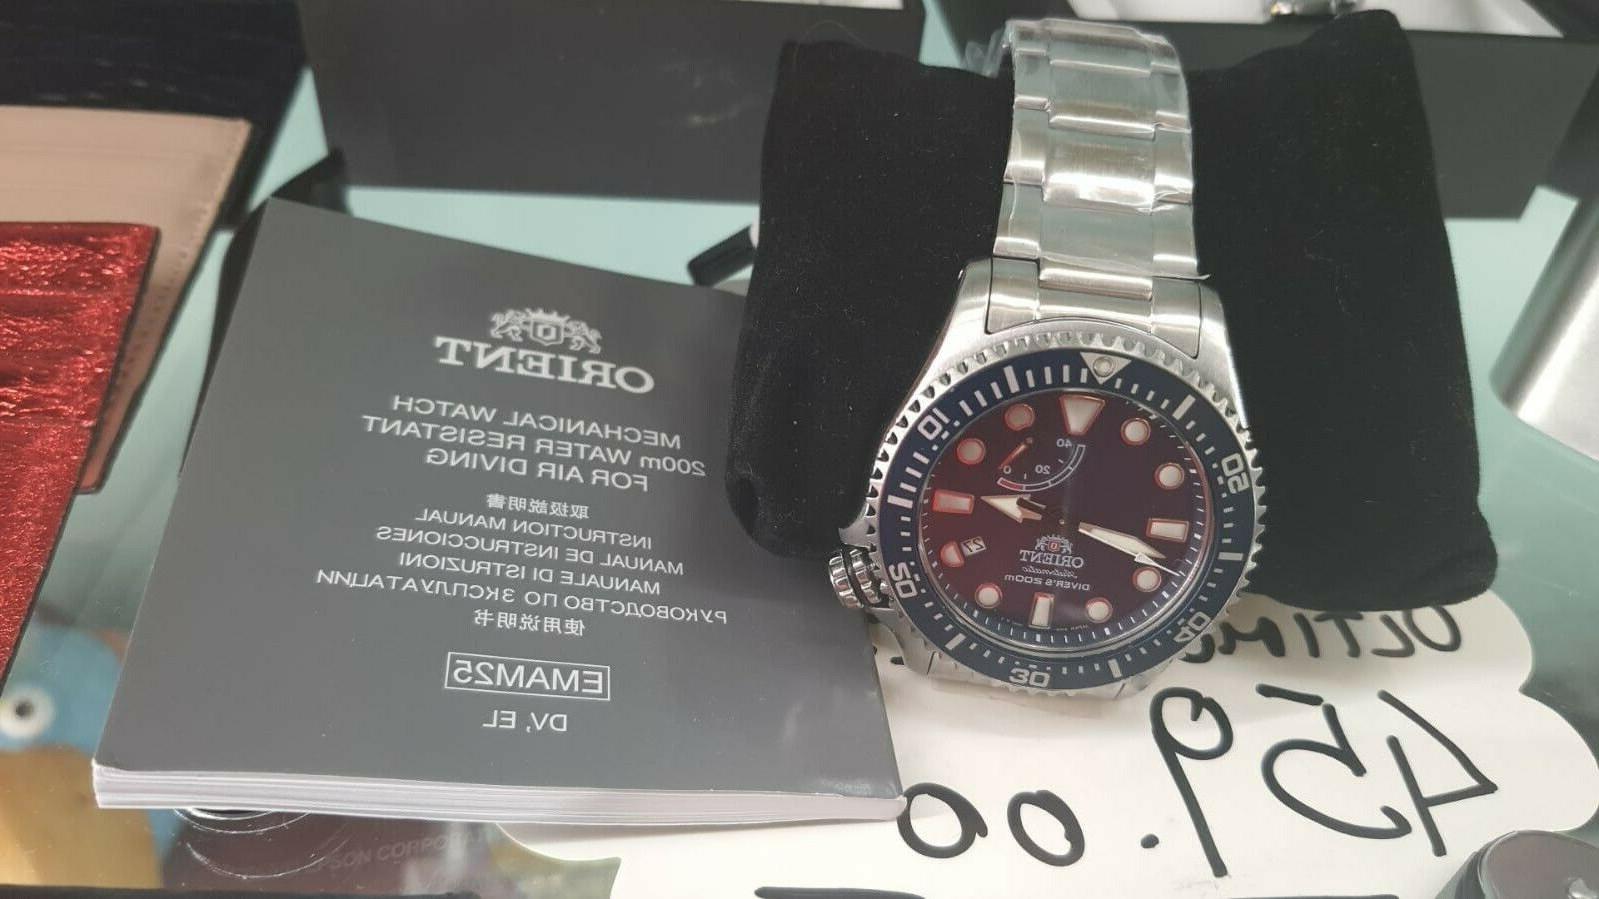 ORIENT
MECHANICAL WATCH
200m WATER RESISTANT
FOR AIR DIVING
取扱説明書
INSTRUCTION MANUAL
MANUAL DE INSTRUCCIONES
MANUALE DI ISTRUZIONI
РУКОВОДСТВО ПО ЭКСПЛУАТАЦИИ
使用说明书
EMAM25
DV, EL
10
20
30
40
50
40
20
0
21
ORIENT
Automatic
DIVER'S 200m
459.00